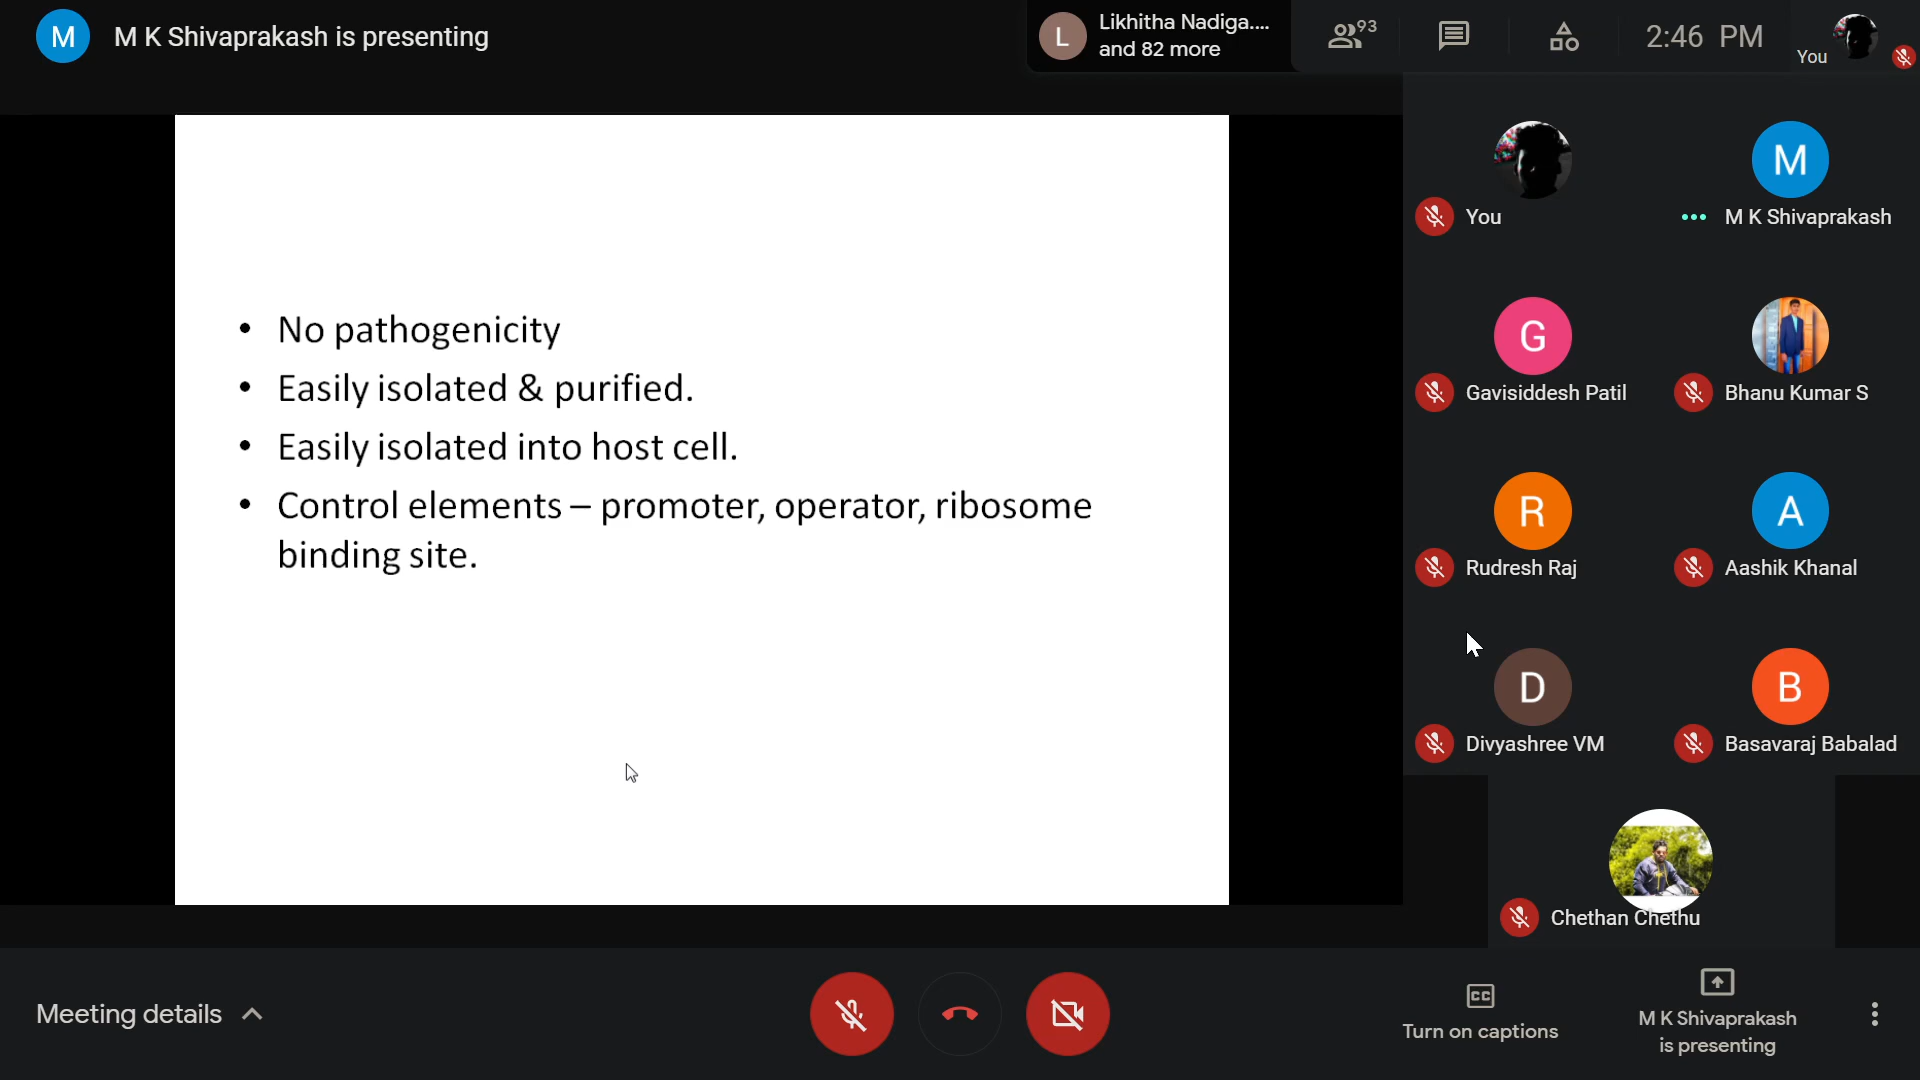 M
M K Shivaprakash is presenting
L
Likhitha Nadiga....
and 82 more
93
2:46 PM
You
• No pathogenicity
• Easily isolated & purified.
• Easily isolated into host cell.
• Control elements – promoter, operator, ribosome
binding site.
You
M
M K Shivaprakash
G
Gavisiddesh Patil
Bhanu Kumar S
R
Rudresh Raj
A
Aashik Khanal
D
Divyashree VM
B
Basavaraj Babalad
Chethan Chethu
Meeting details
CC
Turn on captions
M K Shivaprakash
is presenting